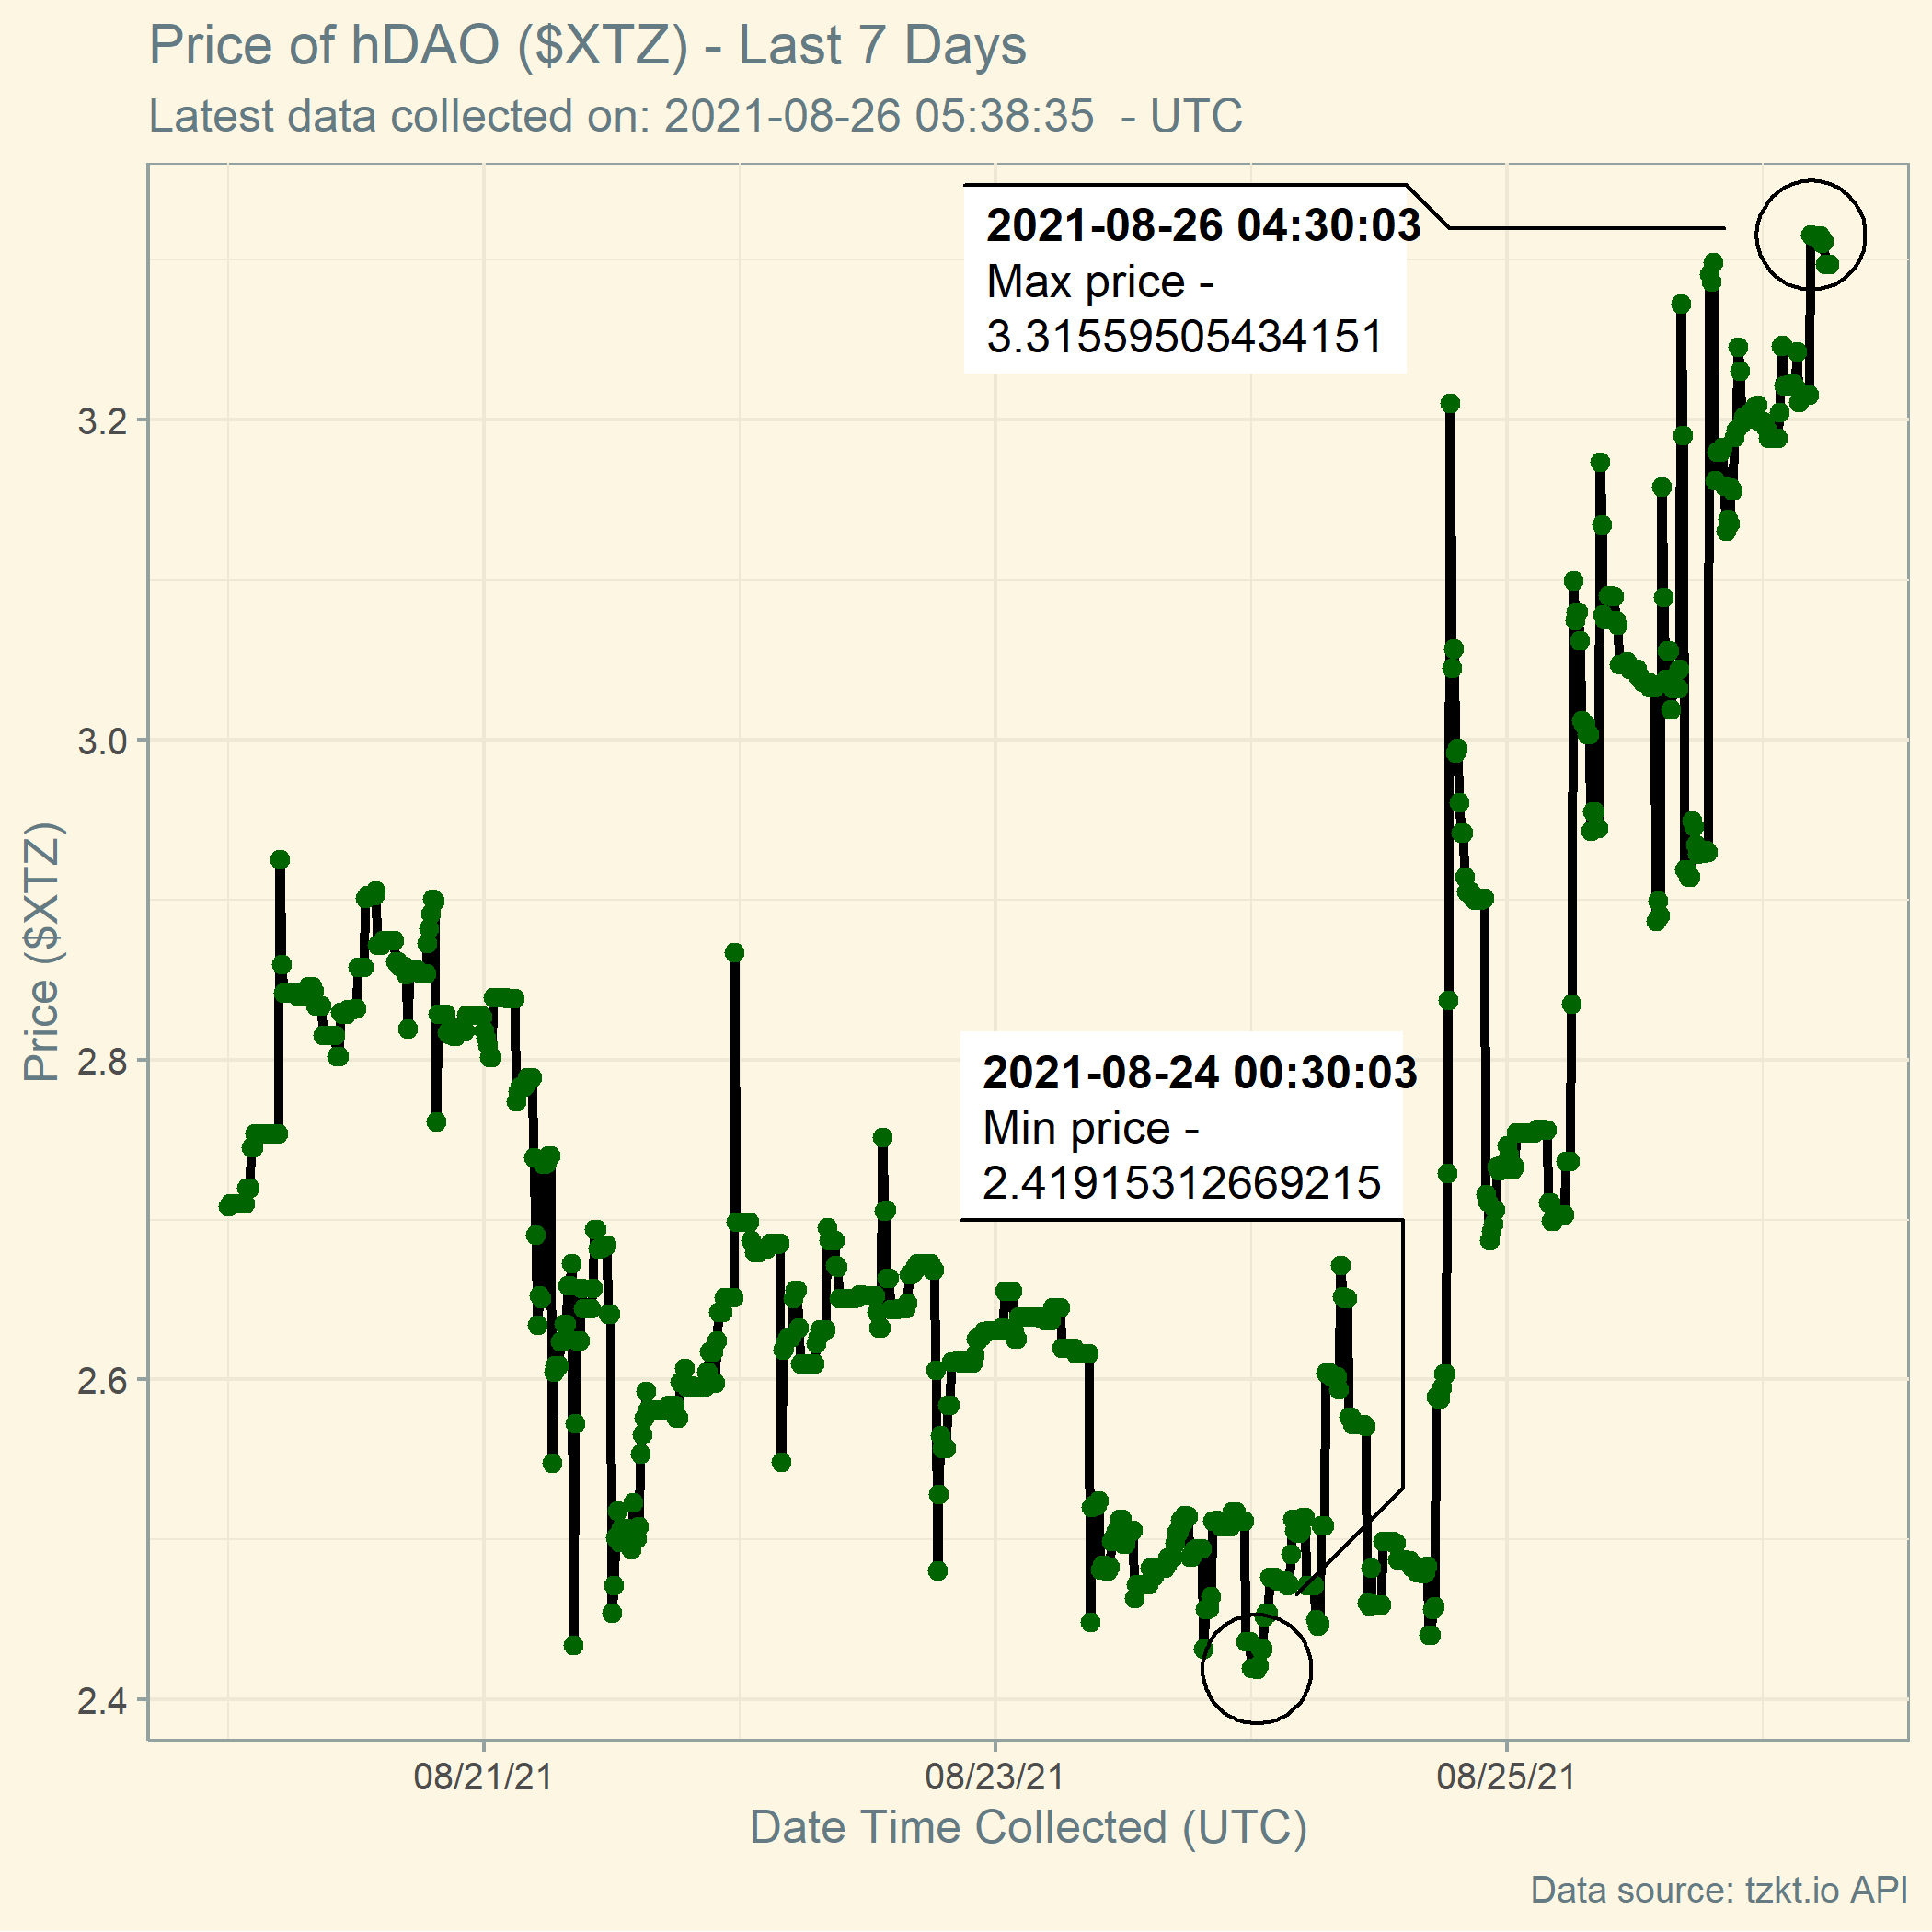 Price of hDAO ($XTZ) - Last 7 Days
Latest data collected on: 2021-08-26 05:38:35  - UTC
2021-08-26 04:30:03
Max price -
3.31559505434151
2021-08-24 00:30:03
Min price -
2.41915312669215
Price ($XTZ)
3.2
3.0
2.8
2.6
2.4
08/21/21
08/23/21
08/25/21
Date Time Collected (UTC)
Data source: tzkt.io API